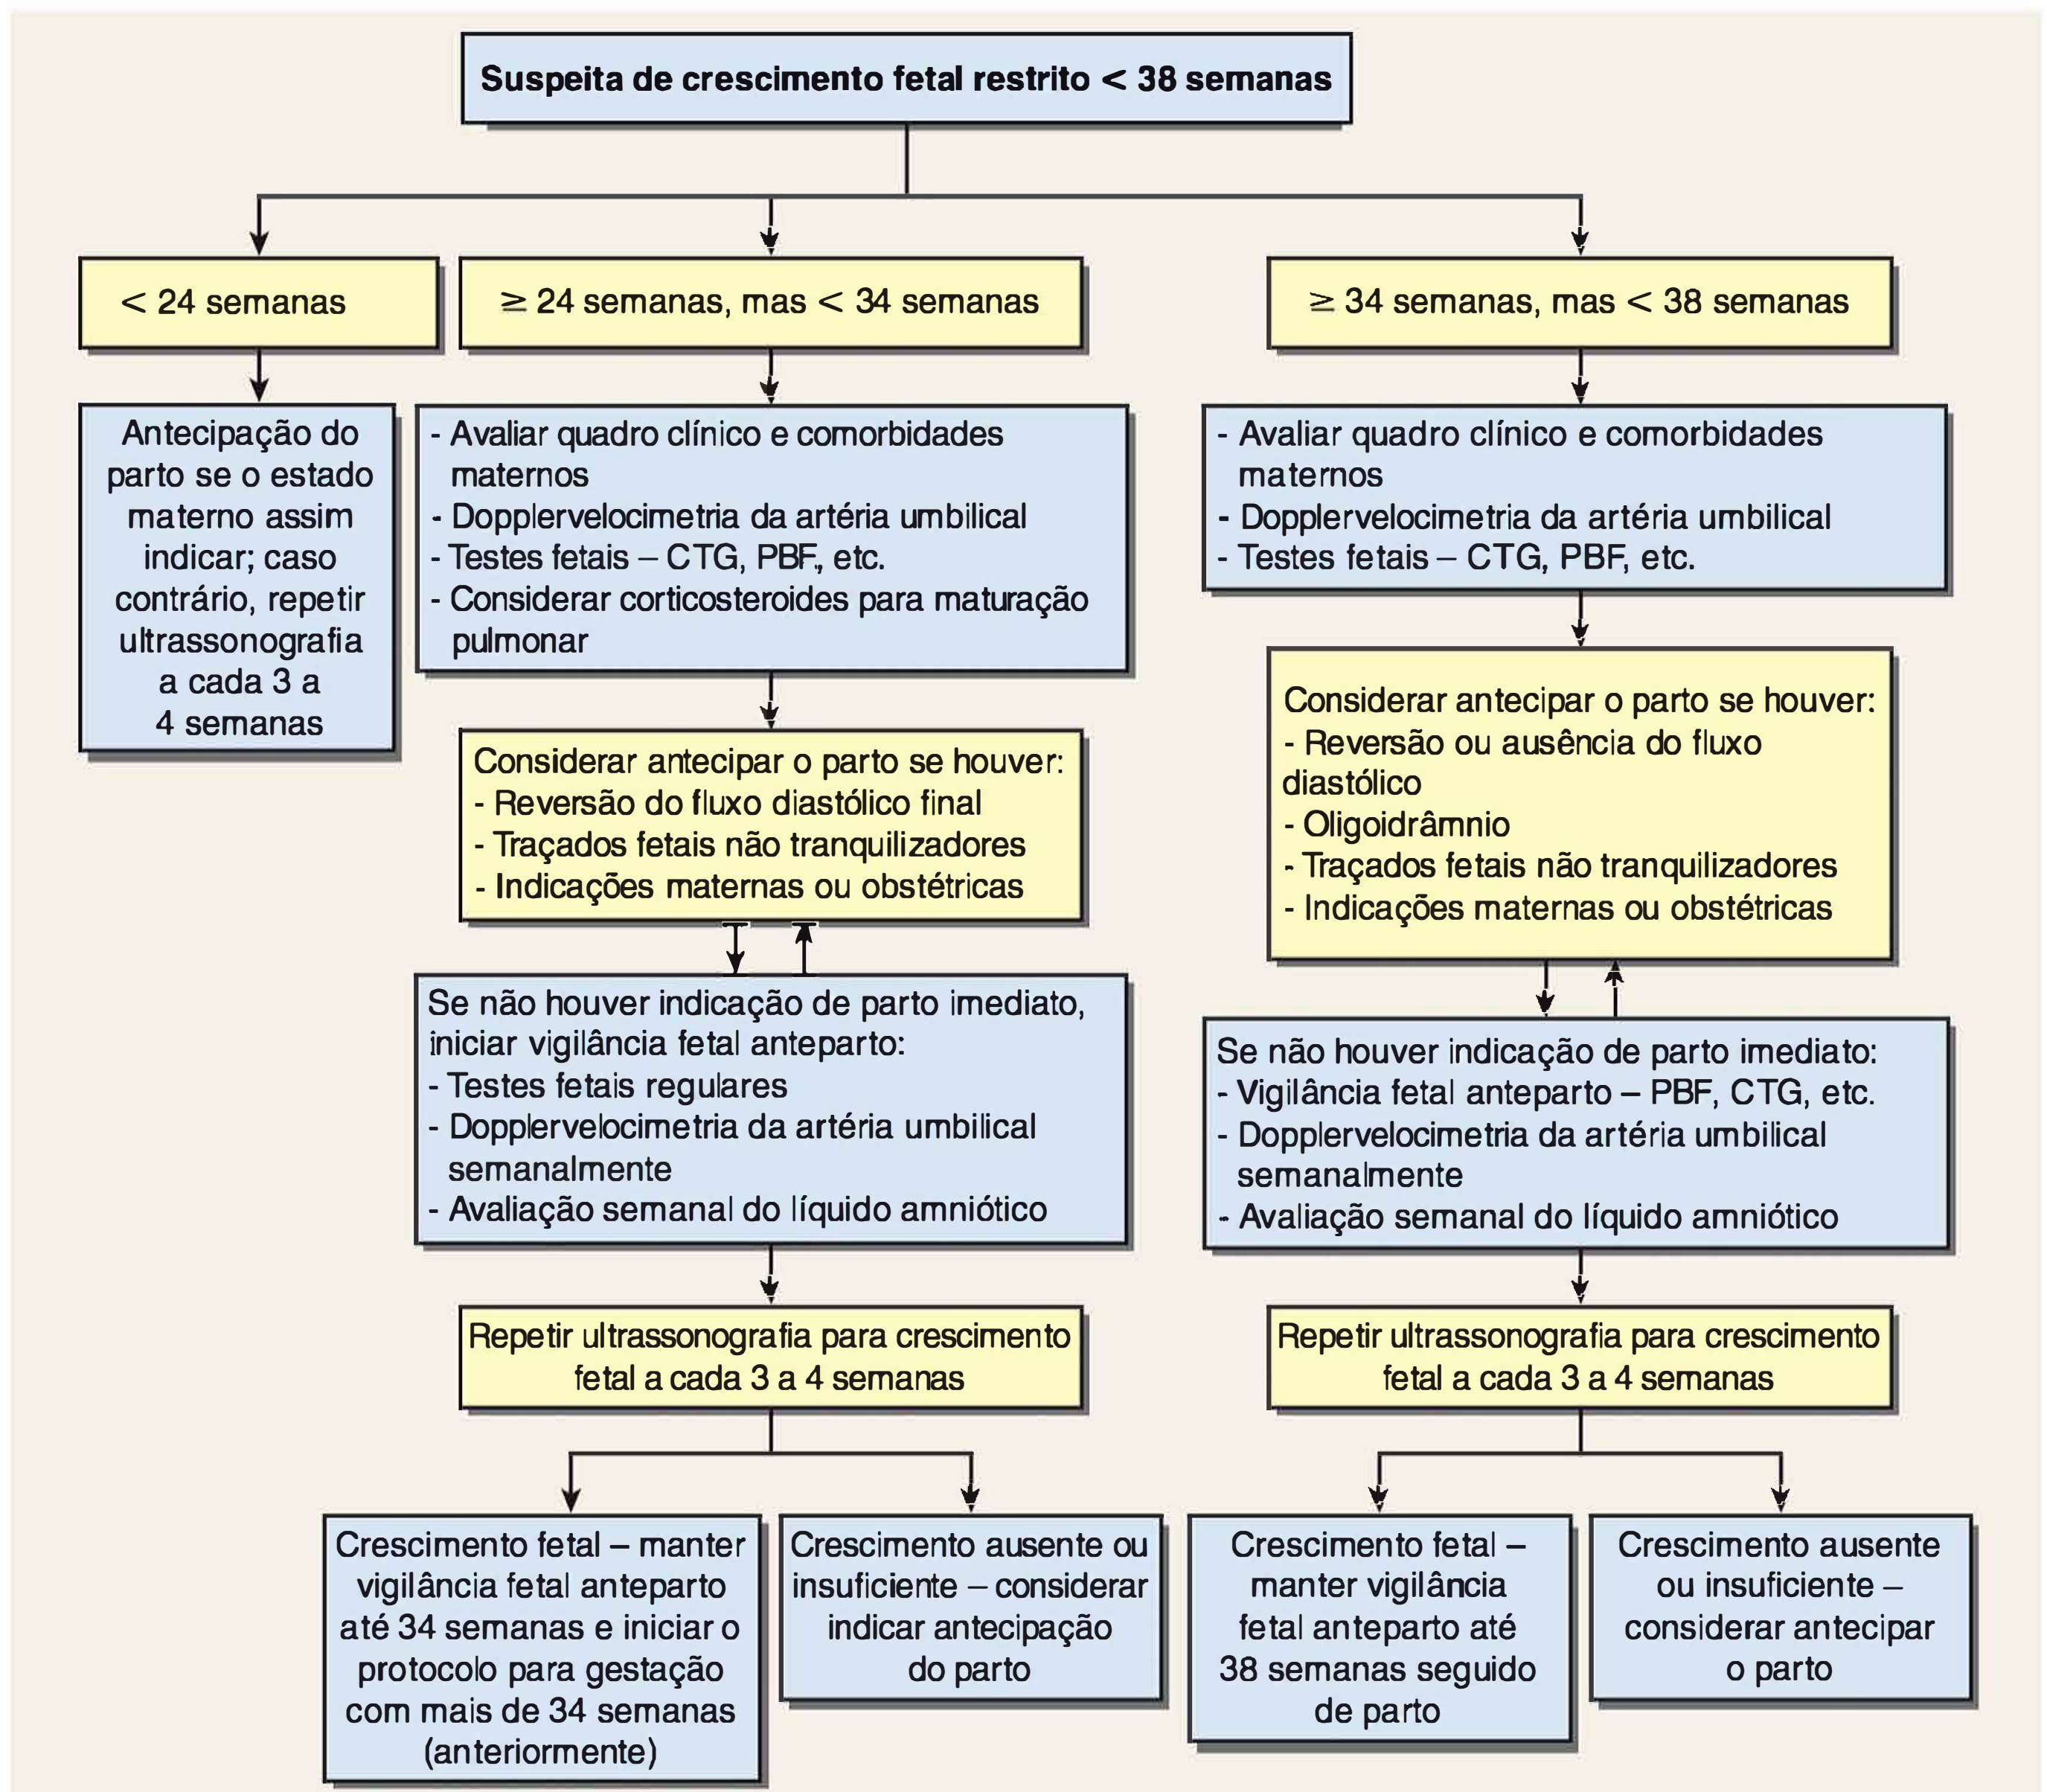 Suspeita de crescimento fetal restrito < 38 semanas
< 24 semanas
Antecipação do
parto se o estado
materno assim
indicar; caso
contrário, repetir
ultrassonografia
a cada 3 a
4 semanas
≥ 24 semanas, mas < 34 semanas
- Avaliar quadro clínico e comorbidades
maternos
- Dopplervelocimetria da artéria umbilical
- Testes fetais – CTG, PBF, etc.
- Considerar corticosteroides para maturação
pulmonar
Considerar antecipar o parto se houver:
- Reversão do fluxo diastólico final
- Traçados fetais não tranquilizadores
- Indicações maternas ou obstétricas
Se não houver indicação de parto imediato,
iniciar vigilância fetal anteparto:
- Testes fetais regulares
- Dopplervelocimetria da artéria umbilical
semanalmente
- Avaliação semanal do líquido amniótico
Repetir ultrassonografia para crescimento
fetal a cada 3 a 4 semanas
Crescimento fetal – manter
vigilância fetal anteparto
até 34 semanas e iniciar o
protocolo para gestação
com mais de 34 semanas
(anteriormente)
Crescimento ausente ou
insuficiente – considerar
indicar antecipação
do parto
≥ 34 semanas, mas < 38 semanas
- Avaliar quadro clínico e comorbidades
maternos
- Dopplervelocimetria da artéria umbilical
- Testes fetais – CTG, PBF, etc.
Considerar antecipar o parto se houver:
- Reversão ou ausência do fluxo
diastólico
- Oligoidrâmnio
- Traçados fetais não tranquilizadores
- Indicações maternas ou obstétricas
Se não houver indicação de parto imediato:
- Vigilância fetal anteparto – PBF, CTG, etc.
- Dopplervelocimetria da artéria umbilical
semanalmente
- Avaliação semanal do líquido amniótico
Repetir ultrassonografia para crescimento
fetal a cada 3 a 4 semanas
Crescimento fetal –
manter vigilância
fetal anteparto até
38 semanas seguido
de parto
Crescimento ausente
ou insuficiente –
considerar antecipar
o parto